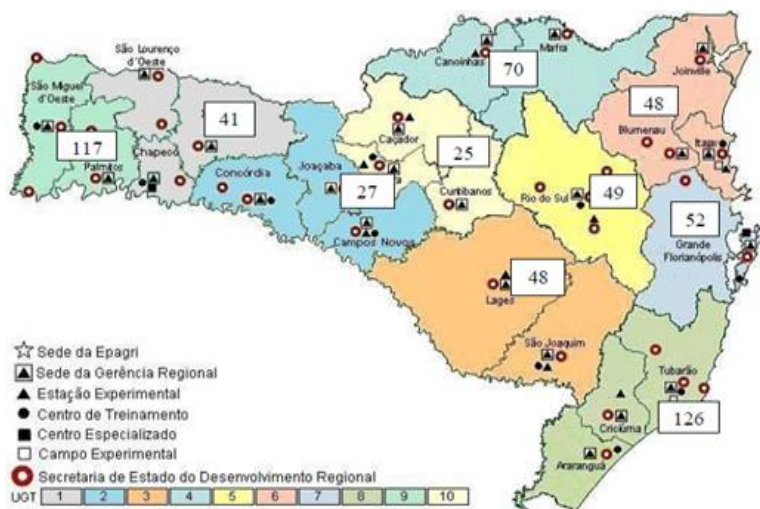 São Lourenço
d'Oeste
São Miguel
d'Oeste
117
Palmitos
41
Chapecó
Concórdia
Joaçaba
27
Campos Novos
Caçador
25
Curitibanos
Canoinhas
Mafra
70
Joinville
48
Blumenau
Itajaí
Rio do Sul
49
52
Grande
Florianópolis
Lages
48
São Joaquim
Tubarão
126
Criciúma
Araranguá
Sede da Epagri
Sede da Gerência Regional
Estação Experimental
Centro de Treinamento
Centro Especializado
Campo Experimental
Secretaria de Estado do Desenvolvimento Regional
UGT 1 2 3 4 5 6 7 8 9 10